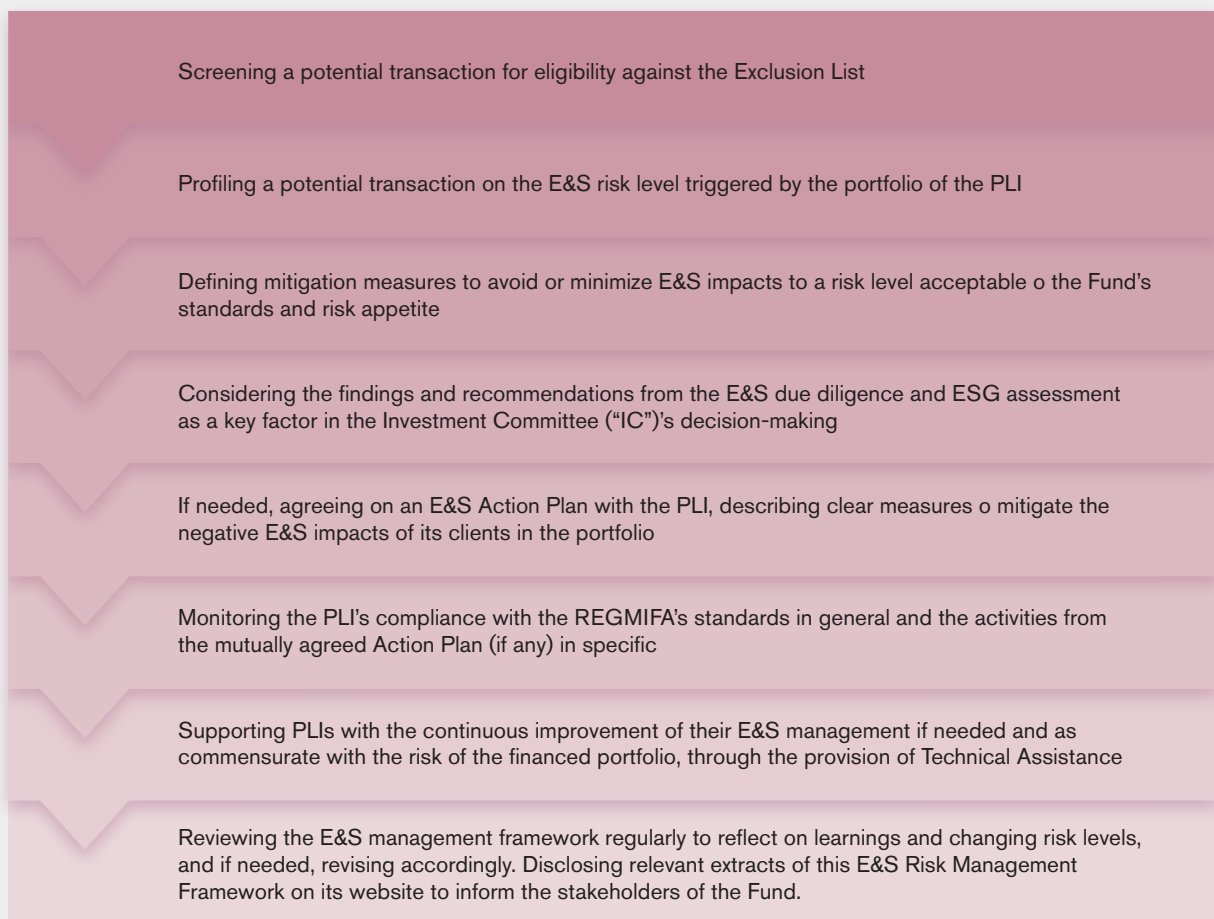 Screening a potential transaction for eligibility against the Exclusion List
Profiling a potential transaction on the E&S risk level triggered by the portfolio of the PLI
Defining mitigation measures to avoid or minimize E&S impacts to a risk level acceptable o the Fund's
standards and risk appetite
Considering the findings and recommendations from the E&S due diligence and ESG assessment
as a key factor in the Investment Committee (“IC”)'s decision-making
If needed, agreeing on an E&S Action Plan with the PLI, describing clear measures o mitigate the
negative E&S impacts of its clients in the portfolio
Monitoring the PLI's compliance with the REGMIFA's standards in general and the activities from
the mutually agreed Action Plan (if any) in specific
Supporting PLIs with the continuous improvement of their E&S management if needed and as
commensurate with the risk of the financed portfolio, through the provision of Technical Assistance
Reviewing the E&S management framework regularly to reflect on learnings and changing risk levels,
and if needed, revising accordingly. Disclosing relevant extracts of this E&S Risk Management
Framework on its website to inform the stakeholders of the Fund.